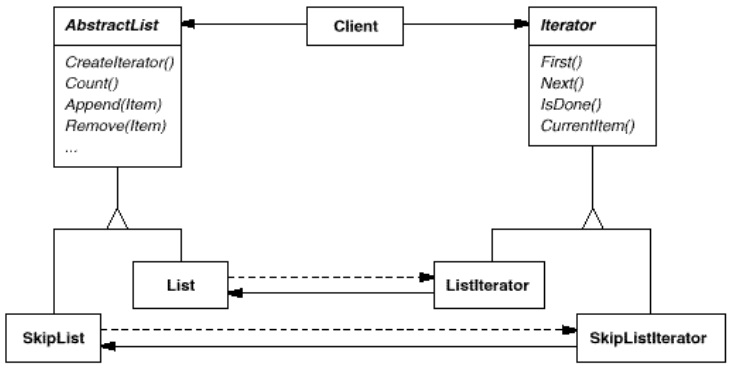 AbstractList
CreateIterator()
Count()
Append(Item)
Remove(Item)
...
Client
Iterator
First()
Next()
IsDone()
CurrentItem()
List
ListIterator
SkipList
SkipListIterator